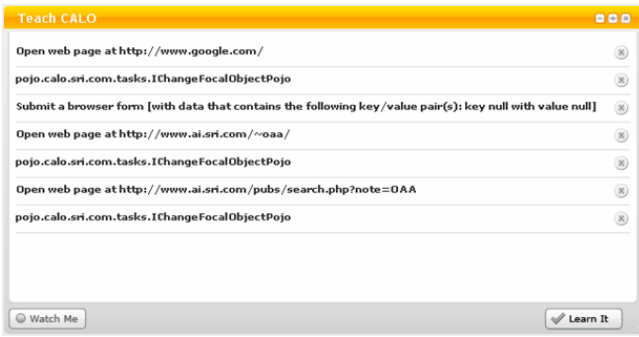 Teach CALO
Open web page at http://www.google.com/
pojo.calo.sri.com.tasks.IChangeFocalObjectPojo
Submit a browser form [with data that contains the following key/value pair(s): key null with value null]
Open web page at http://www.ai.sri.com/~oaa/
pojo.calo.sri.com.tasks.IChangeFocalObjectPojo
Open web page at http://www.ai.sri.com/pubs/search.php?note=OAA
pojo.calo.sri.com.tasks.IChangeFocalObjectPojo
Watch Me Learn It